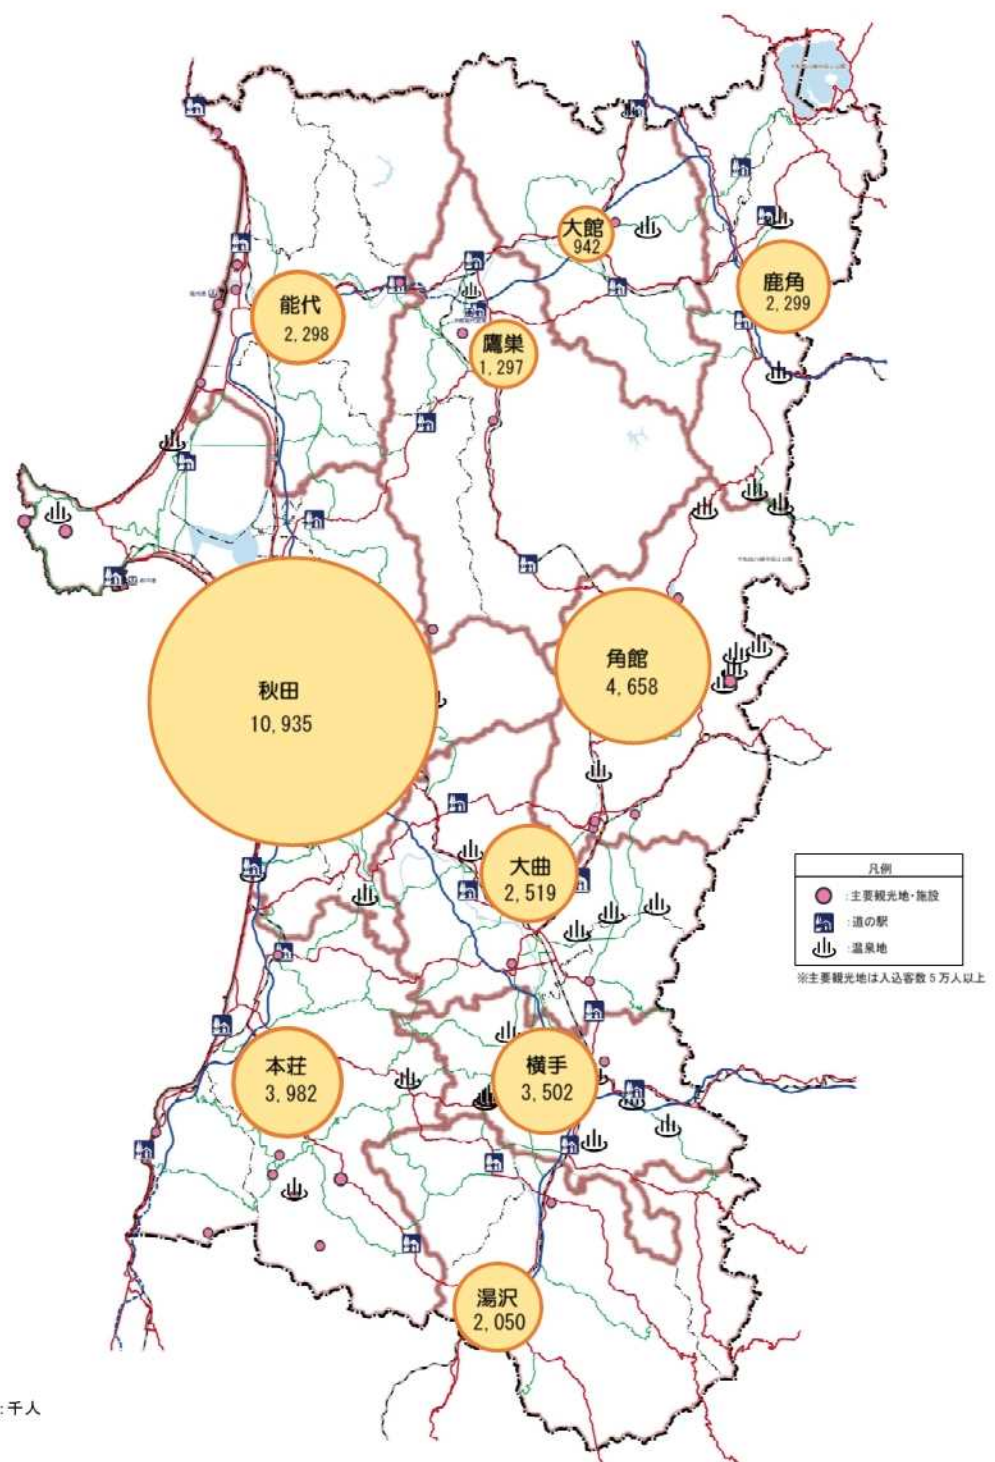 大館
942
鹿角
2,299
能代
2,298
鷹巣
1,297
角館
4,658
秋田
10,935
大曲
2,519
凡例
:主要観光地・施設
:道の駅
:温泉地
※主要観光地は入込客数5万人以上
本荘
3,982
横手
3,502
湯沢
2,050
:千人